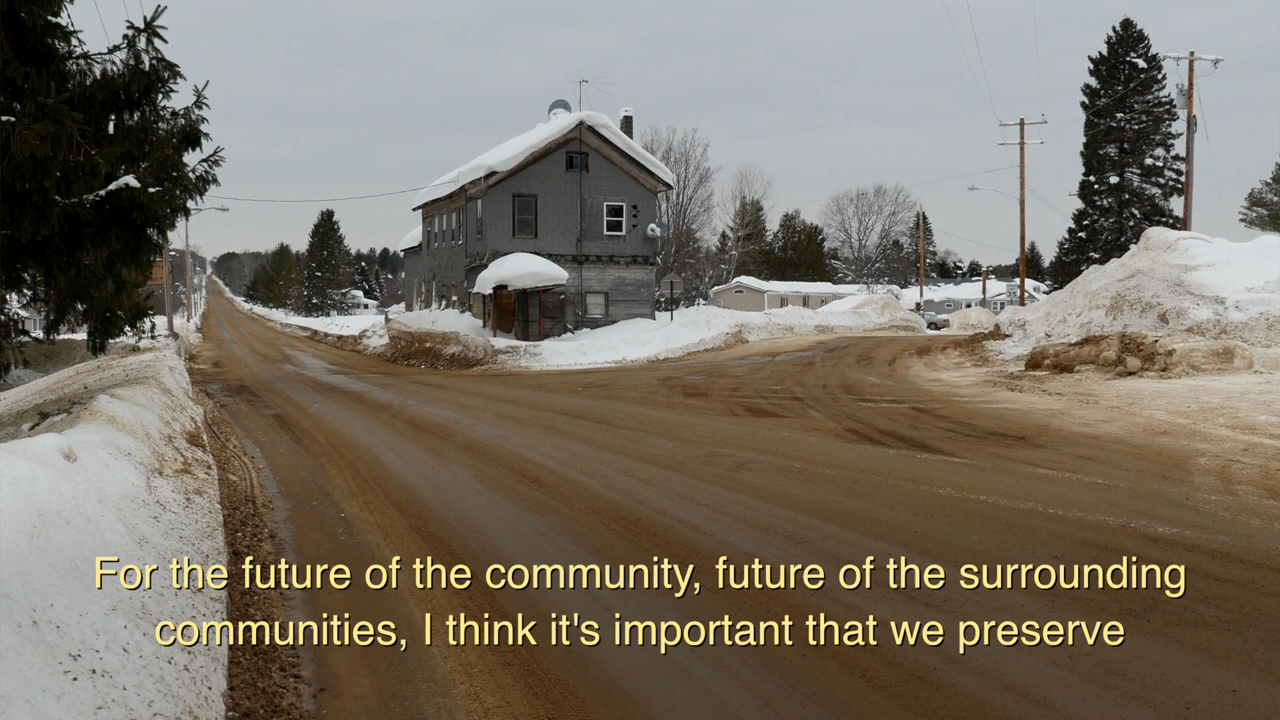 For the future of the community, future of the surrounding
communities, I think it's important that we preserve